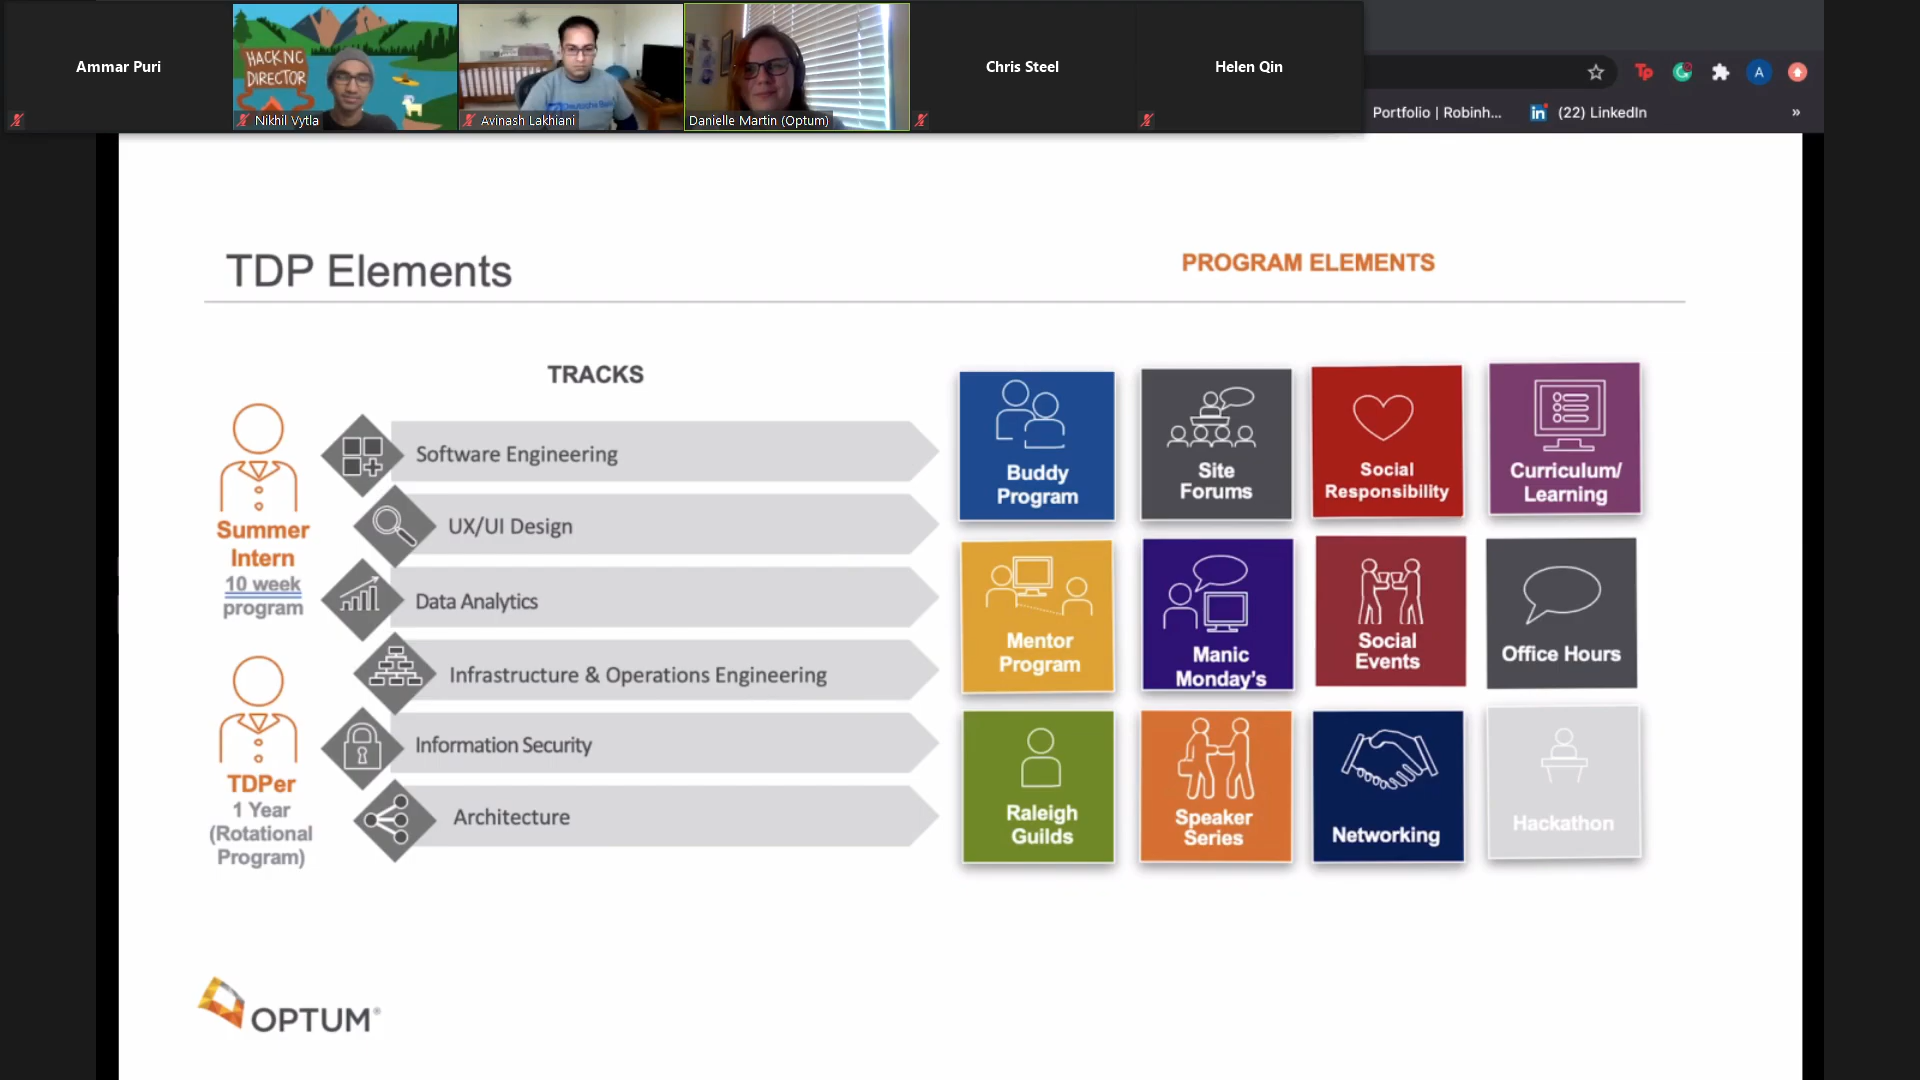 Ammar Puri
HACKNC
DIRECTOR
Nikhil Vytla
Avinash Lakhiani
Danielle Martin (Optum)
Chris Steel
Helen Qin
A
Portfolio | Robinh...
in
(22) LinkedIn
»
TDP Elements
PROGRAM ELEMENTS
TRACKS
Summer
Intern
10 week
program
TDPer
1 Year
(Rotational
Program)
Software Engineering
UX/UI Design
Data Analytics
Infrastructure & Operations Engineering
Information Security
Architecture
Buddy
Program
Site
Forums
Social
Responsibility
Curriculum/
Learning
Mentor
Program
Manic
Monday's
Social
Events
Office Hours
Raleigh
Guilds
Speaker
Series
Networking
Hackathon
OPTUM®